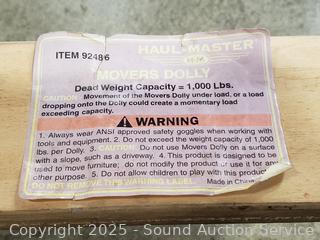 ITEM 92486
HAUL-MASTER
MOVERS DOLLY
Dead Weight Capacity = 1,000 Lbs.
CAUTION: Movement of the Movers Dolly under load, or a load
dropping onto the Dolly could create a momentary load
exceeding capacity.
WARNING
1. Always wear ANSI approved safety goggles when working with
tools and equipment. 2. Do not exceed the weight capacity of 1,000
lbs. per Dolly. 3. CAUTION: Do not use Movers Dolly on a surface
with a slope, such as a driveway. 4. This product is designed to be
used to move furniture; do not modify the product or use it for any
other purpose. 5. Do not allow children to play with this product.
DO NOT REMOVE THIS WARNING LABEL. Made in China
Copyright 2025 - Sound Auction Service